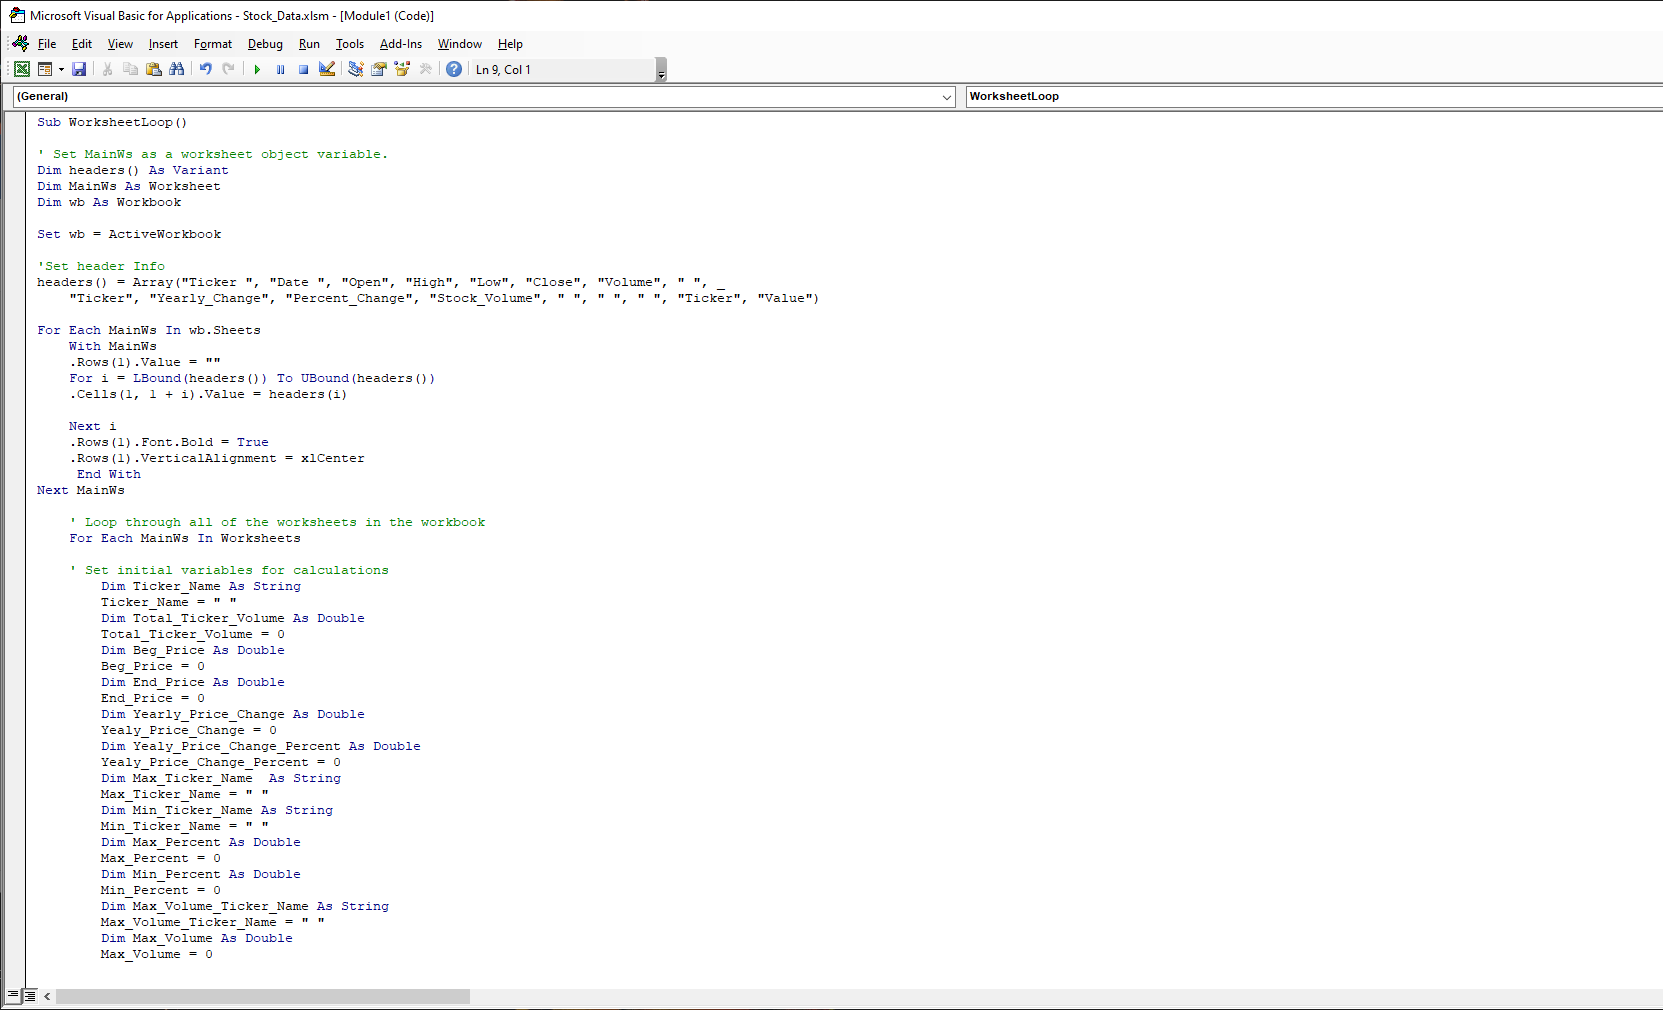 Microsoft Visual Basic for Applications - Stock_Data.xlsm - [Module1 (Code)]
File Edit View Insert Format Debug Run Tools Add-Ins Window Help
Ln 9, Col 1
(General) WorksheetLoop
Sub WorksheetLoop()
' Set MainWs as a worksheet object variable.
Dim headers() As Variant
Dim MainWs As Worksheet
Dim wb As Workbook
Set wb = ActiveWorkbook
'Set header Info
headers() = Array("Ticker ", "Date ", "Open", "High", "Low", "Close", "Volume", " ", _
"Ticker", "Yearly_Change", "Percent_Change", "Stock_Volume", " ", " ", " ", "Ticker", "Value")
For Each MainWs In wb.Sheets
With MainWs
.Rows(1).Value = ""
For i = LBound(headers()) To UBound(headers())
.Cells(1, 1 + i).Value = headers(i)
Next i
.Rows(1).Font.Bold = True
.Rows(1).VerticalAlignment = xlCenter
End With
Next MainWs
' Loop through all of the worksheets in the workbook
For Each MainWs In Worksheets
' Set initial variables for calculations
Dim Ticker_Name As String
Ticker_Name = " "
Dim Total_Ticker_Volume As Double
Total_Ticker_Volume = 0
Dim Beg_Price As Double
Beg_Price = 0
Dim End_Price As Double
End_Price = 0
Dim Yearly_Price_Change As Double
Yealy_Price_Change = 0
Dim Yealy_Price_Change_Percent As Double
Yealy_Price_Change_Percent = 0
Dim Max_Ticker_Name  As String
Max_Ticker_Name = " "
Dim Min_Ticker_Name As String
Min_Ticker_Name = " "
Dim Max_Percent As Double
Max_Percent = 0
Dim Min_Percent As Double
Min_Percent = 0
Dim Max_Volume_Ticker_Name As String
Max_Volume_Ticker_Name = " "
Dim Max_Volume As Double
Max_Volume = 0